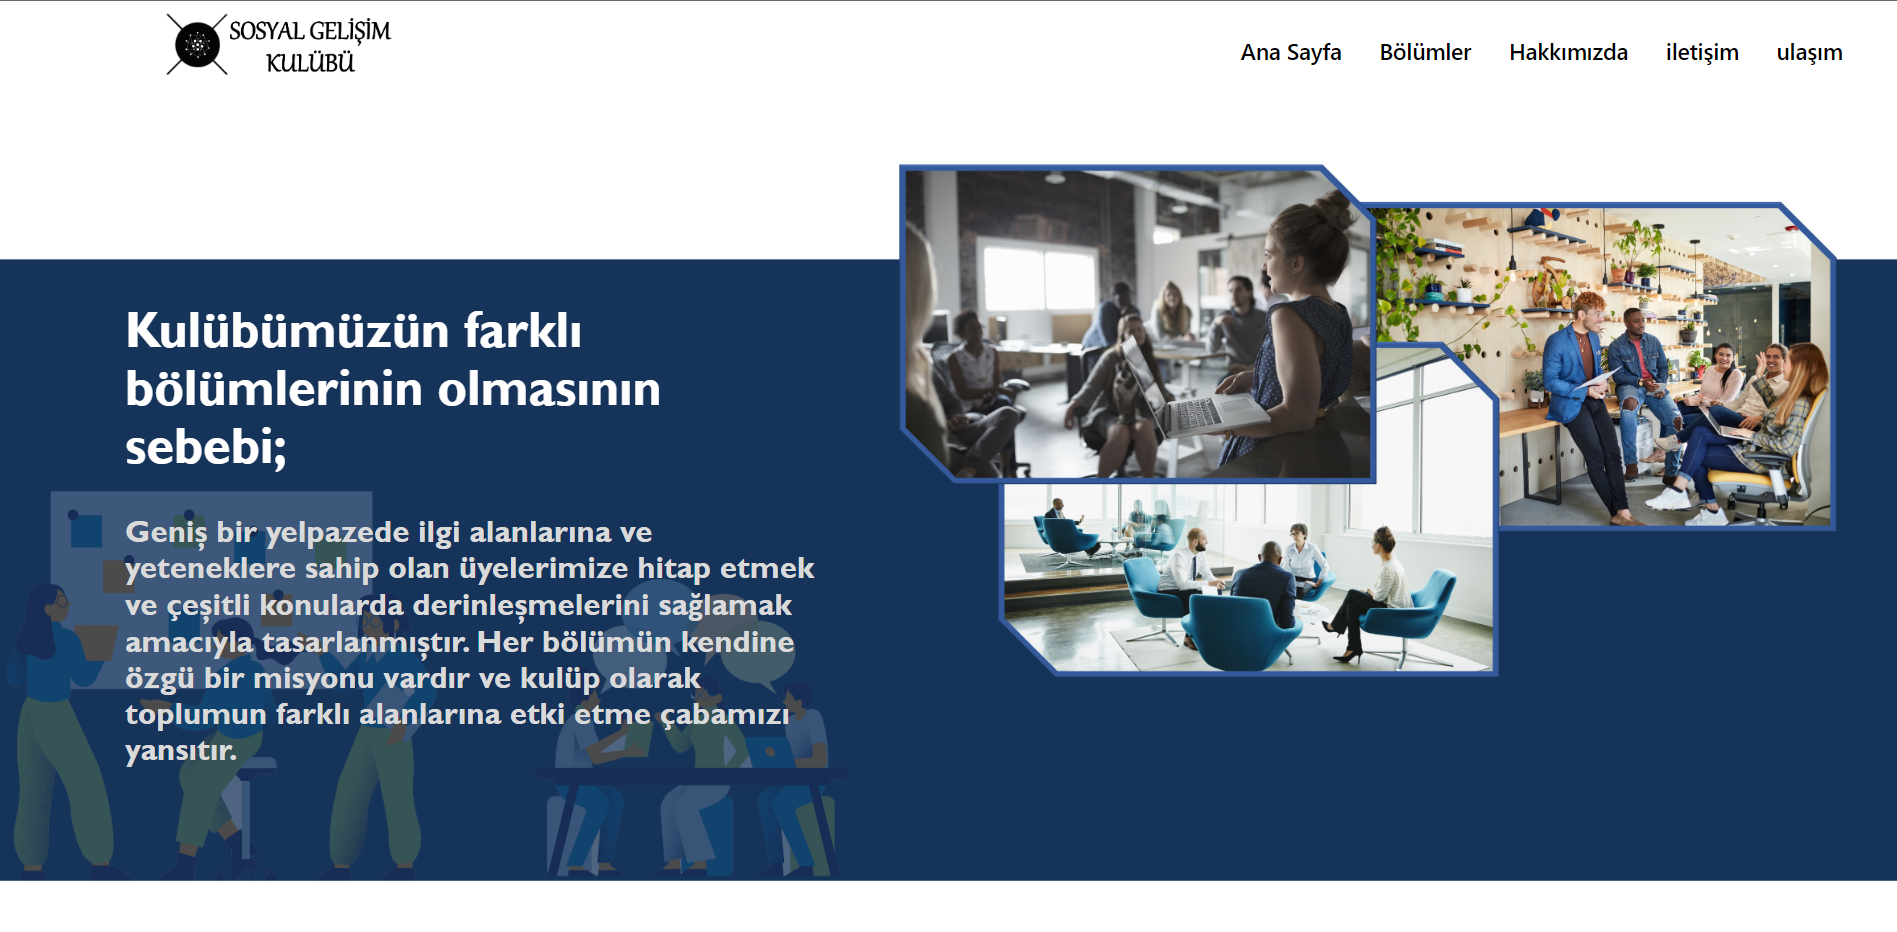 SOSYAL GELİŞİM
KULÜBÜ
Ana Sayfa Bölümler Hakkımızda iletişim ulaşım
Kulübümüzün farklı
bölümlerinin olmasının
sebebi;
Geniş bir yelpazede ilgi alanlarına ve
yeteneklere sahip olan üyelerimize hitap etmek
ve çeşitli konularda derinleşmelerini sağlamak
amacıyla tasarlanmıştır. Her bölümün kendine
özgü bir misyonu vardır ve kulüp olarak
toplumun farklı alanlarına etki etme çabamızı
yansıtır.